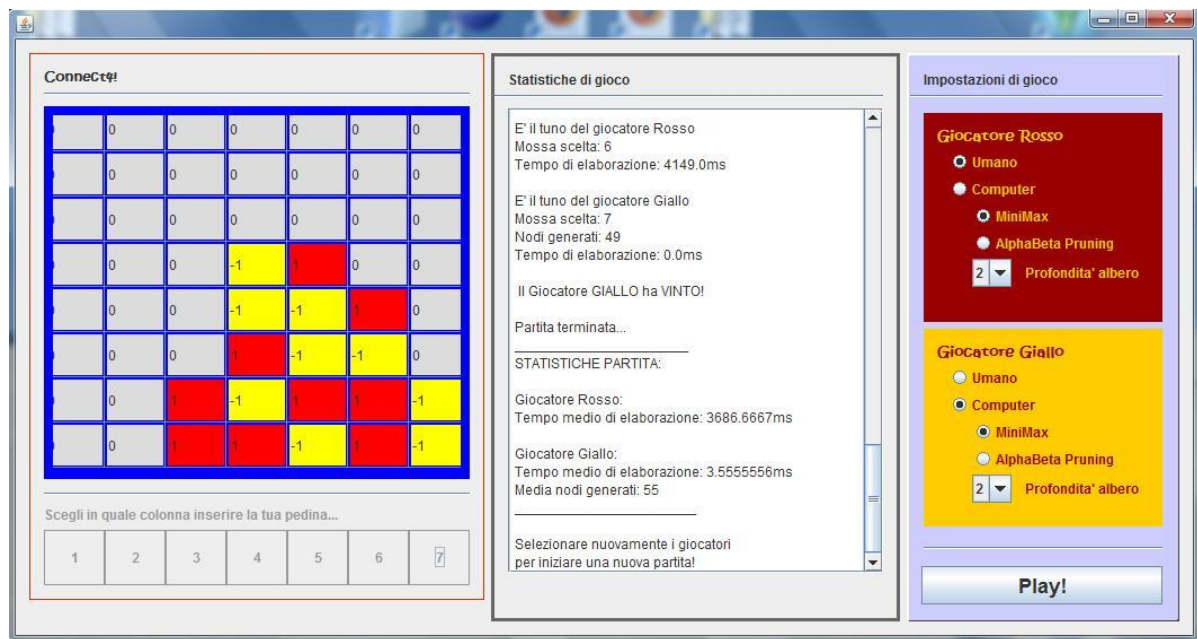 Connect4!
0 0 0 0 0 0
0 0 0 0 0 0
0 0 0 0 0 0
0 0 -1 1 0 0
0 0 -1 -1 1 0
0 0 1 -1 -1 0
0 1 -1 1 1 -1
0 1 1 -1 1 -1
Scegli in quale colonna inserire la tua pedina...
1 2 3 4 5 6 7
Statistiche di gioco
E' il tuno del giocatore Rosso
Mossa scelta: 6
Tempo di elaborazione: 4149.0ms
E' il tuno del giocatore Giallo
Mossa scelta: 7
Nodi generati: 49
Tempo di elaborazione: 0.0ms
Il Giocatore GIALLO ha VINTO!
Partita terminata...
STATISTICHE PARTITA:
Giocatore Rosso:
Tempo medio di elaborazione: 3686.6667ms
Giocatore Giallo:
Tempo medio di elaborazione: 3.5555556ms
Media nodi generati: 55
Selezionare nuovamente i giocatori
per iniziare una nuova partita!
Impostazioni di gioco
Giocatore Rosso
Umano
Computer
MiniMax
AlphaBeta Pruning
2 Profondita' albero
Giocatore Giallo
Umano
Computer
MiniMax
AlphaBeta Pruning
2 Profondita' albero
Play!